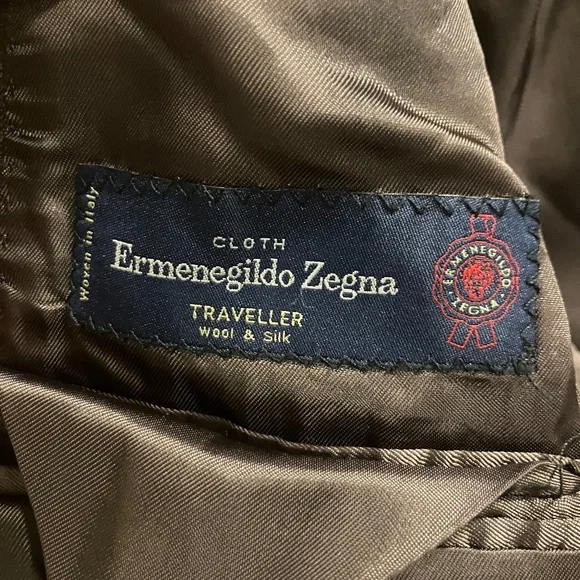 Woven in Italy
CLOTH
Ermenegildo Zegna
TRAVELLER
Wool & Silk
ERMENEGILDO
ZEGNA